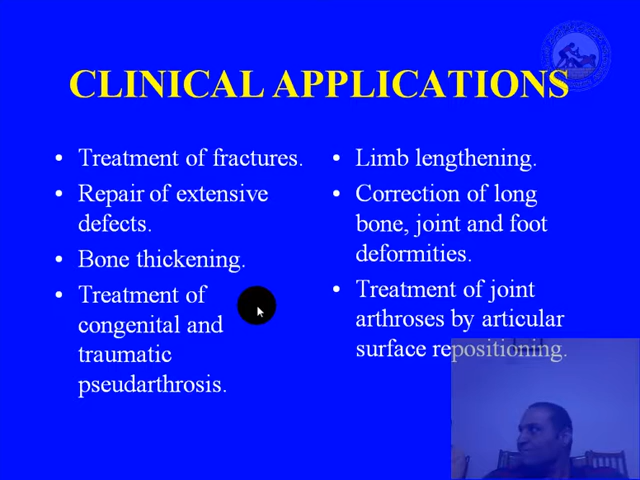 CLINICAL APPLICATIONS
• Treatment of fractures.
• Repair of extensive
defects.
• Bone thickening.
• Treatment of
congenital and
traumatic
pseudarthrosis.
• Limb lengthening.
• Correction of long
bone, joint and foot
deformities.
• Treatment of joint
arthroses by articular
surface repositioning.